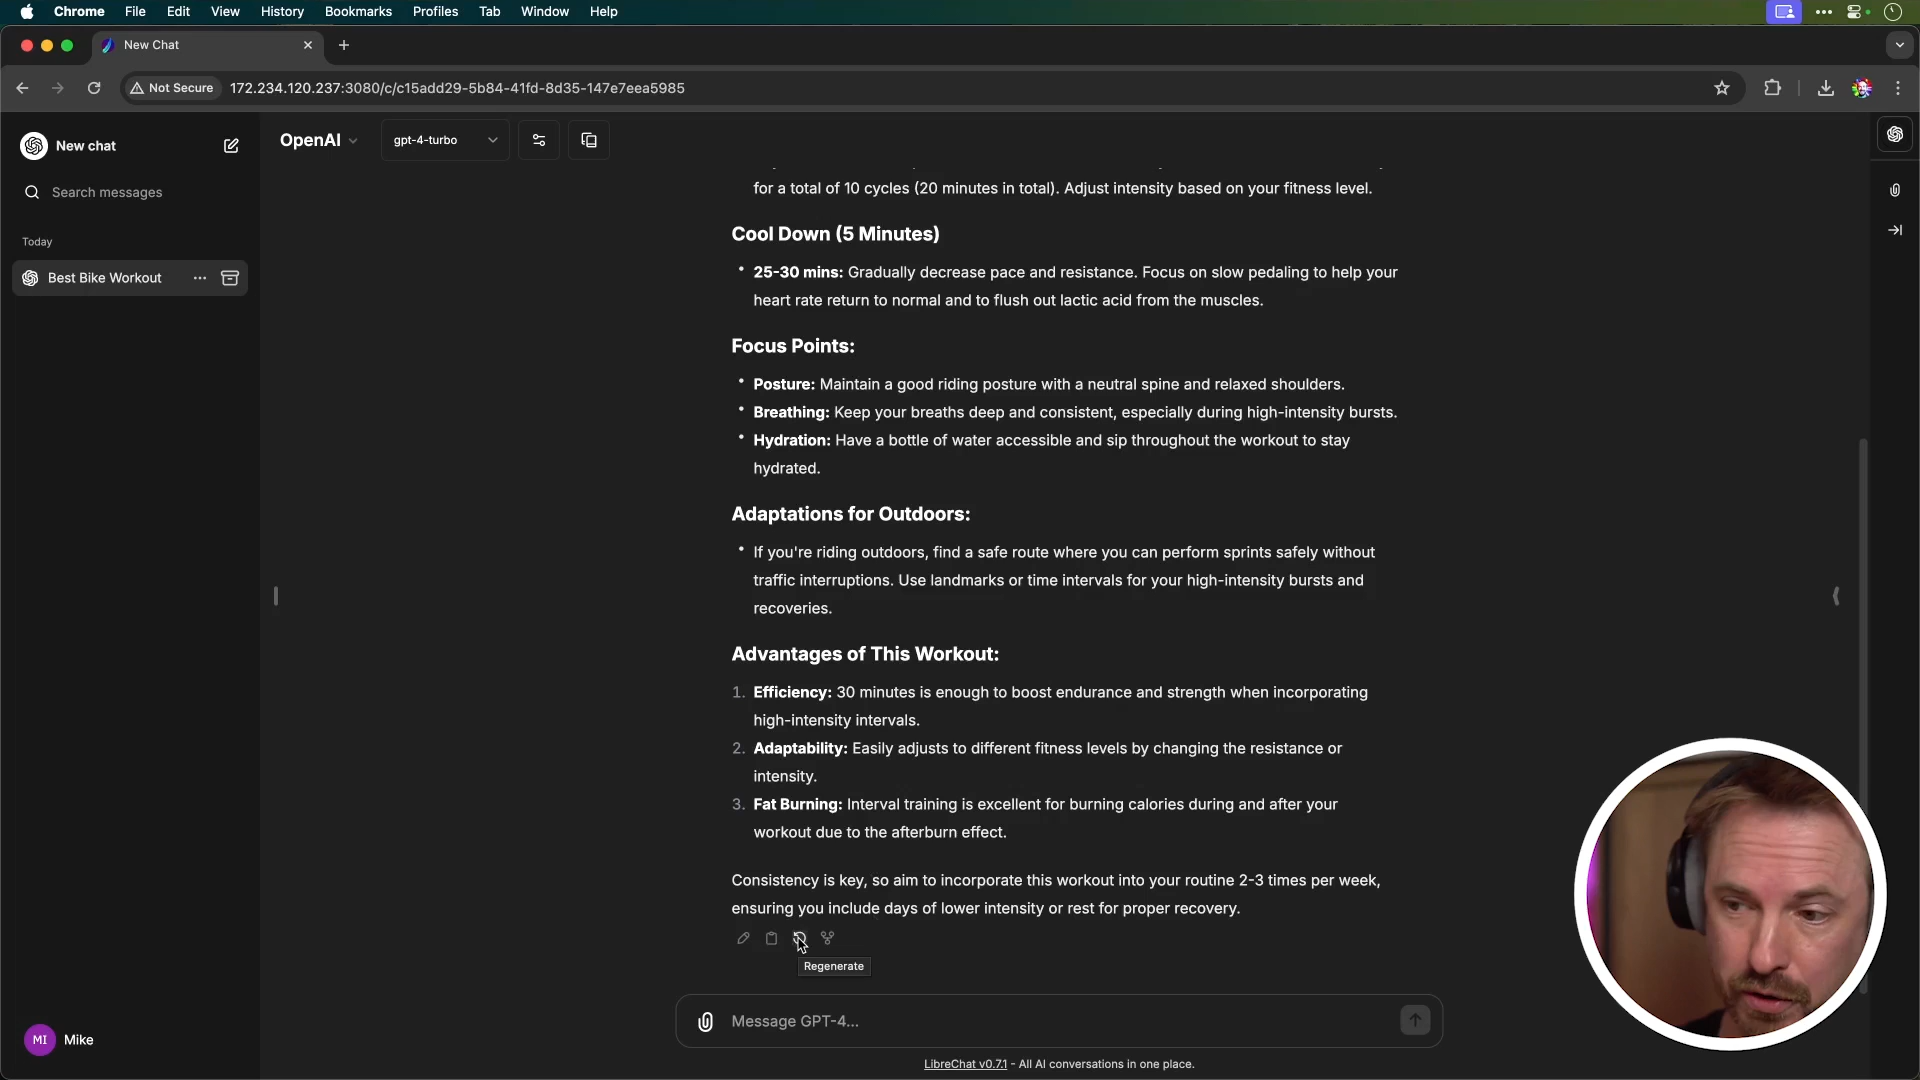 Chrome File Edit View History Bookmarks Profiles Tab Window Help
New Chat
Not Secure 172.234.120.237:3080/c/c15add29-5b84-41fd-8d35-147e7eea5985
New chat
OpenAI
gpt-4-turbo
Search messages
Today
Best Bike Workout
for a total of 10 cycles (20 minutes in total). Adjust intensity based on your fitness level.
Cool Down (5 Minutes)
• 25-30 mins: Gradually decrease pace and resistance. Focus on slow pedaling to help your
heart rate return to normal and to flush out lactic acid from the muscles.
Focus Points:
• Posture: Maintain a good riding posture with a neutral spine and relaxed shoulders.
• Breathing: Keep your breaths deep and consistent, especially during high-intensity bursts.
• Hydration: Have a bottle of water accessible and sip throughout the workout to stay
hydrated.
Adaptations for Outdoors:
• If you're riding outdoors, find a safe route where you can perform sprints safely without
traffic interruptions. Use landmarks or time intervals for your high-intensity bursts and
recoveries.
Advantages of This Workout:
1. Efficiency: 30 minutes is enough to boost endurance and strength when incorporating
high-intensity intervals.
2. Adaptability: Easily adjusts to different fitness levels by changing the resistance or
intensity.
3. Fat Burning: Interval training is excellent for burning calories during and after your
workout due to the afterburn effect.
Consistency is key, so aim to incorporate this workout into your routine 2-3 times per week,
ensuring you include days of lower intensity or rest for proper recovery.
Regenerate
Message GPT-4...
MI Mike
LibreChat v0.7.1 - All AI conversations in one place.